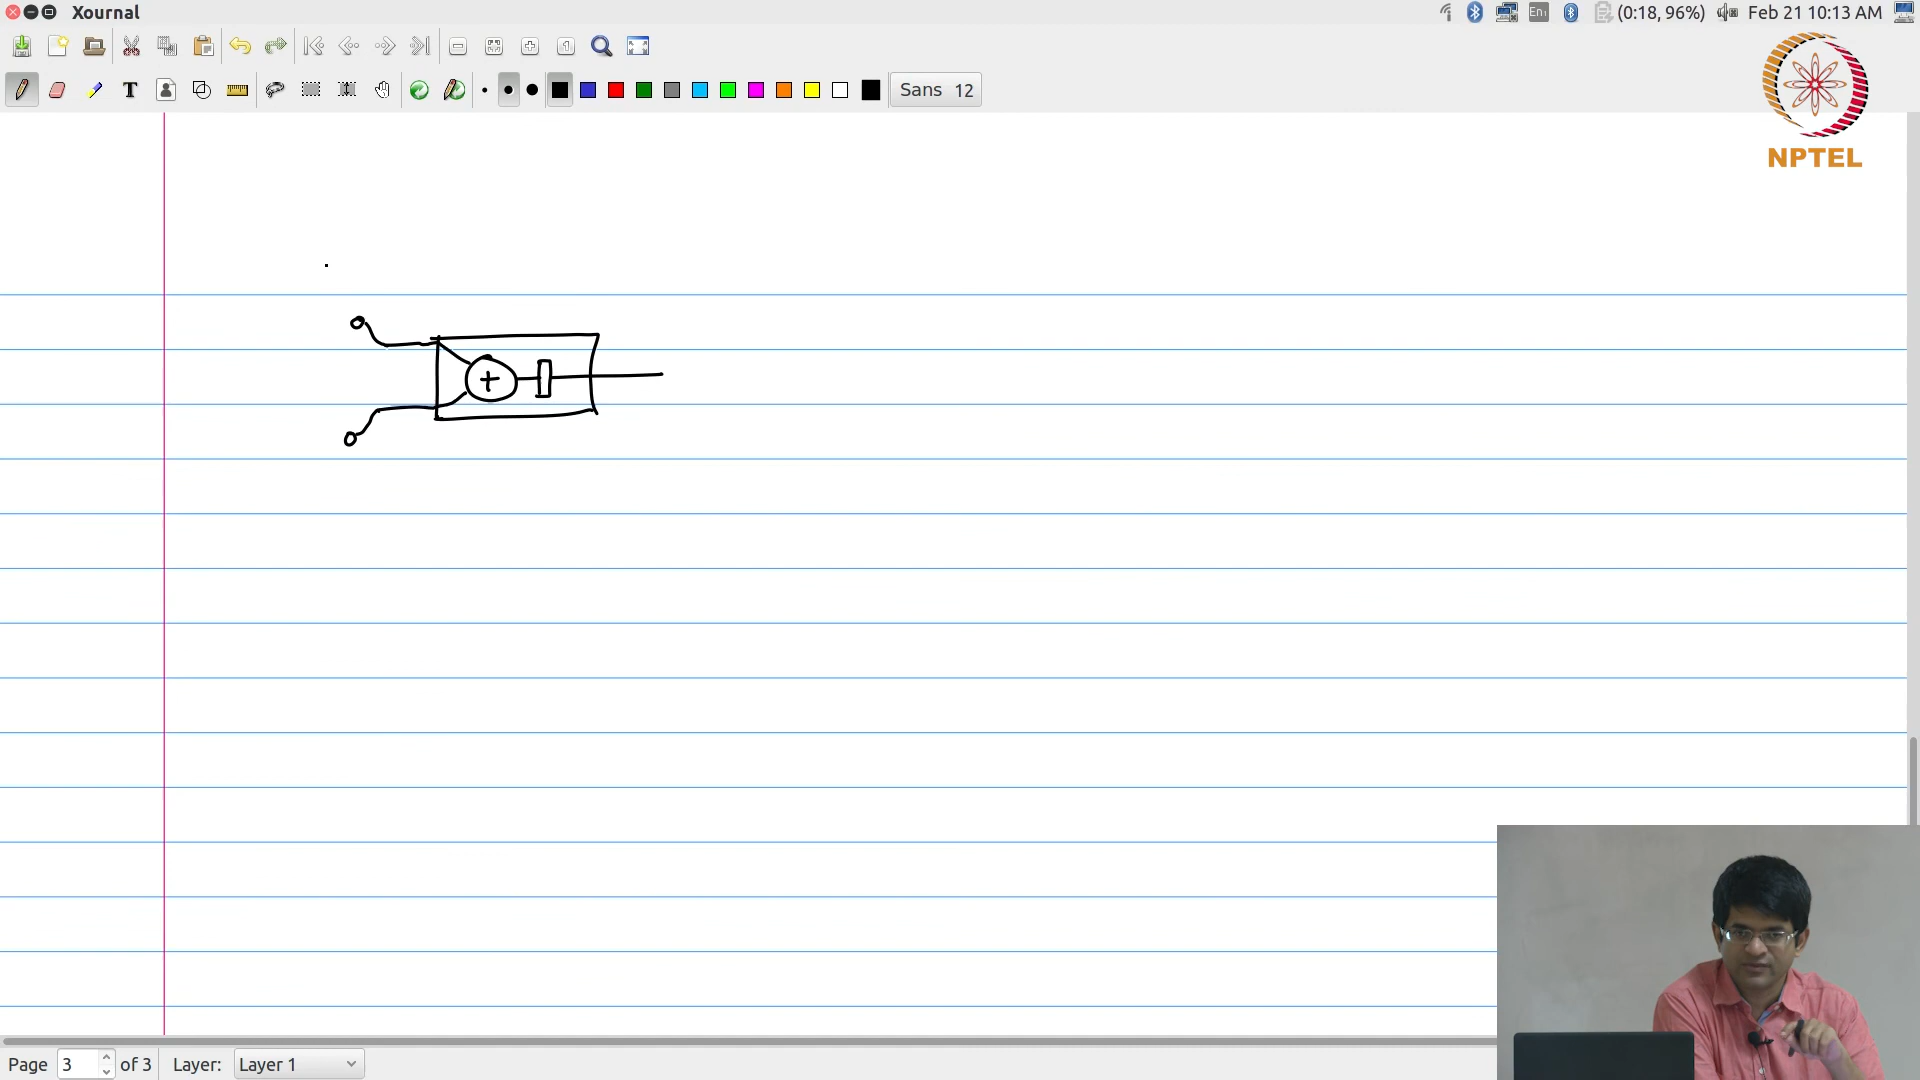 Xournal
En1
(0:18, 96%)
Feb 21 10:13 AM
T
Sans 12
NPTEL
+
Page 3 of 3
Layer: Layer 1